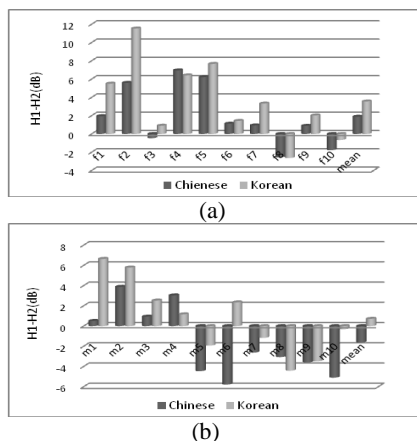 H1-H2(dB)
12
10
8
6
4
2
0
-2
-4
f1 f2 f3 f4 f5 f6 f7 f8 f9 f10 mean
Chienese Korean
(a)
H1-H2(dB)
8
6
4
2
0
-2
-4
-6
m1 m2 m3 m4 m5 m6 m7 m8 m9 m10 mean
Chinese Korean
(b)